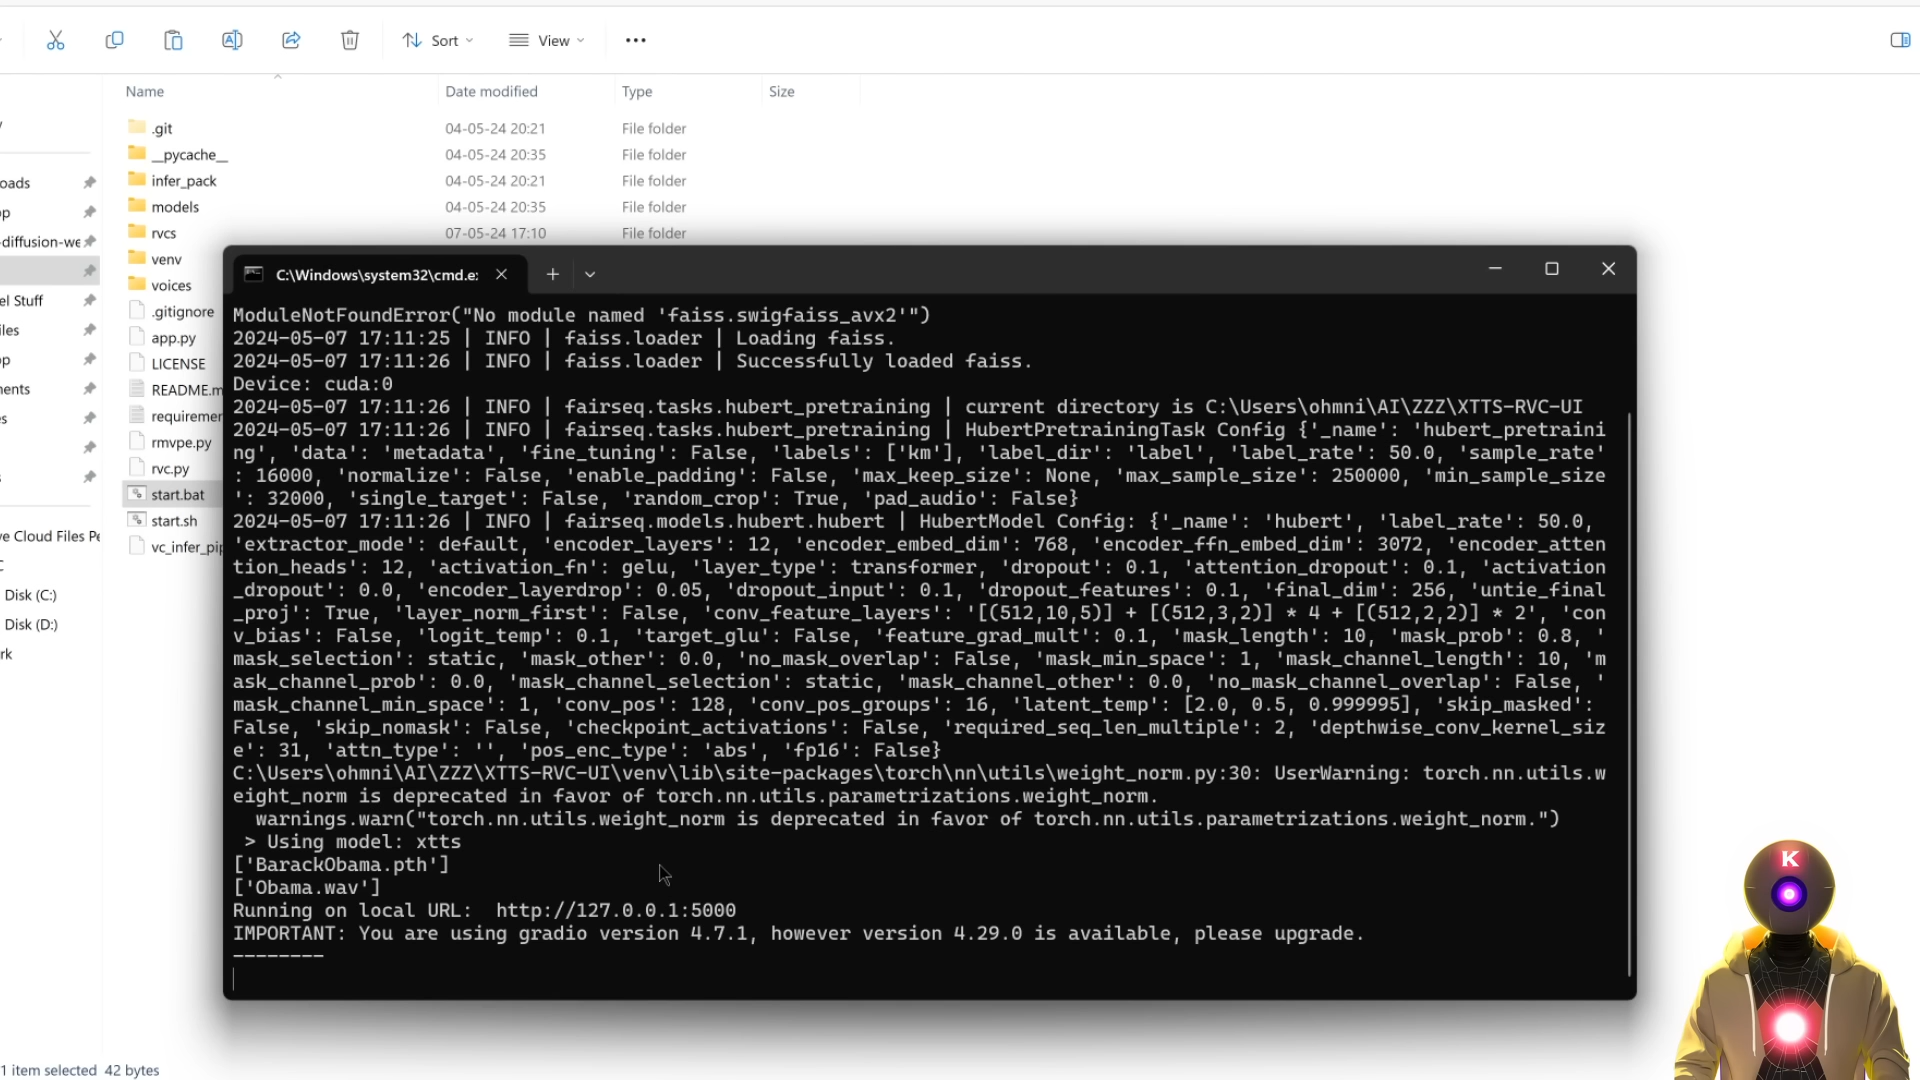 Sort
View
Name
Date modified
Type
Size
.git 04-05-24 20:21 File folder
__pycache__ 04-05-24 20:35 File folder
infer_pack 04-05-24 20:21 File folder
models 04-05-24 20:35 File folder
rvcs 07-05-24 17:10 File folder
venv
voices
.gitignore
app.py
LICENSE
README.m
requiremer
rmvpe.py
rvc.py
start.bat
start.sh
vc_infer_pip
oads
op
-diffusion-we
el Stuff
iles
op
nents
es
s
ve Cloud Files Pe
C
Disk (C:)
Disk (D:)
rk
C:\Windows\system32\cmd.e:
ModuleNotFoundError("No module named 'faiss.swigfaiss_avx2'")
2024-05-07 17:11:25 | INFO | faiss.loader | Loading faiss.
2024-05-07 17:11:26 | INFO | faiss.loader | Successfully loaded faiss.
Device: cuda:0
2024-05-07 17:11:26 | INFO | fairseq.tasks.hubert_pretraining | current directory is C:\Users\ohmni\AI\ZZZ\XTTS-RVC-UI
2024-05-07 17:11:26 | INFO | fairseq.tasks.hubert_pretraining | HubertPretrainingTask Config {'_name': 'hubert_pretraini
ng', 'data': 'metadata', 'fine_tuning': False, 'labels': ['km'], 'label_dir': 'label', 'label_rate': 50.0, 'sample_rate'
: 16000, 'normalize': False, 'enable_padding': False, 'max_keep_size': None, 'max_sample_size': 250000, 'min_sample_size
': 32000, 'single_target': False, 'random_crop': True, 'pad_audio': False}
2024-05-07 17:11:26 | INFO | fairseq.models.hubert.hubert | HubertModel Config: {'_name': 'hubert', 'label_rate': 50.0,
'extractor_mode': default, 'encoder_layers': 12, 'encoder_embed_dim': 768, 'encoder_ffn_embed_dim': 3072, 'encoder_atten
tion_heads': 12, 'activation_fn': gelu, 'layer_type': transformer, 'dropout': 0.1, 'attention_dropout': 0.1, 'activation
_dropout': 0.0, 'encoder_layerdrop': 0.05, 'dropout_input': 0.1, 'dropout_features': 0.1, 'final_dim': 256, 'untie_final
_proj': True, 'layer_norm_first': False, 'conv_feature_layers': '[(512,10,5)] + [(512,3,2)] * 4 + [(512,2,2)] * 2', 'con
v_bias': False, 'logit_temp': 0.1, 'target_glu': False, 'feature_grad_mult': 0.1, 'mask_length': 10, 'mask_prob': 0.8, '
mask_selection': static, 'mask_other': 0.0, 'no_mask_overlap': False, 'mask_min_space': 1, 'mask_channel_length': 10, 'm
ask_channel_prob': 0.0, 'mask_channel_selection': static, 'mask_channel_other': 0.0, 'no_mask_channel_overlap': False, '
mask_channel_min_space': 1, 'conv_pos': 128, 'conv_pos_groups': 16, 'latent_temp': [2.0, 0.5, 0.999995], 'skip_masked':
False, 'skip_nomask': False, 'checkpoint_activations': False, 'required_seq_len_multiple': 2, 'depthwise_conv_kernel_siz
e': 31, 'attn_type': '', 'pos_enc_type': 'abs', 'fp16': False}
C:\Users\ohmni\AI\ZZZ\XTTS-RVC-UI\venv\lib\site-packages\torch\nn\utils\weight_norm.py:30: UserWarning: torch.nn.utils.w
eight_norm is deprecated in favor of torch.nn.utils.parametrizations.weight_norm.
warnings.warn("torch.nn.utils.weight_norm is deprecated in favor of torch.nn.utils.parametrizations.weight_norm.")
> Using model: xtts
['BarackObama.pth']
['Obama.wav']
Running on local URL: http://127.0.0.1:5000
IMPORTANT: You are using gradio version 4.7.1, however version 4.29.0 is available, please upgrade.
--------
1 item selected 42 bytes
K